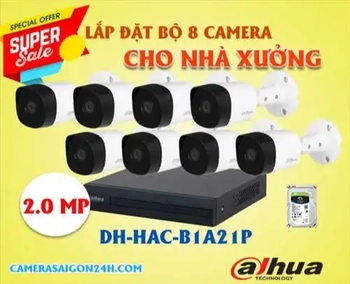 SPECIAL OFFER
SUPER
Sale
LẮP ĐẶT BỘ 8 CAMERA
CHO NHÀ XƯỞNG
2.0 MP
DH-HAC-B1A21P
CAMERASAIGON24H.COM
alhua
TECHNOLOGY